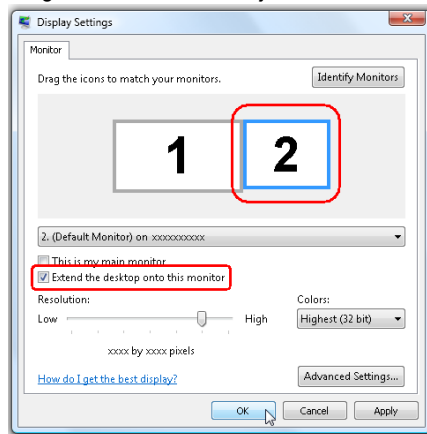 Display Settings
Monitor
Drag the icons to match your monitors.
Identify Monitors
1
2
2. (Default Monitor) on xxxxxxxxxx
This is my main monitor
Extend the desktop onto this monitor
Resolution:
Colors:
Low
High
Highest (32 bit)
xxxx by xxxx pixels
How do I get the best display?
Advanced Settings...
OK
Cancel
Apply